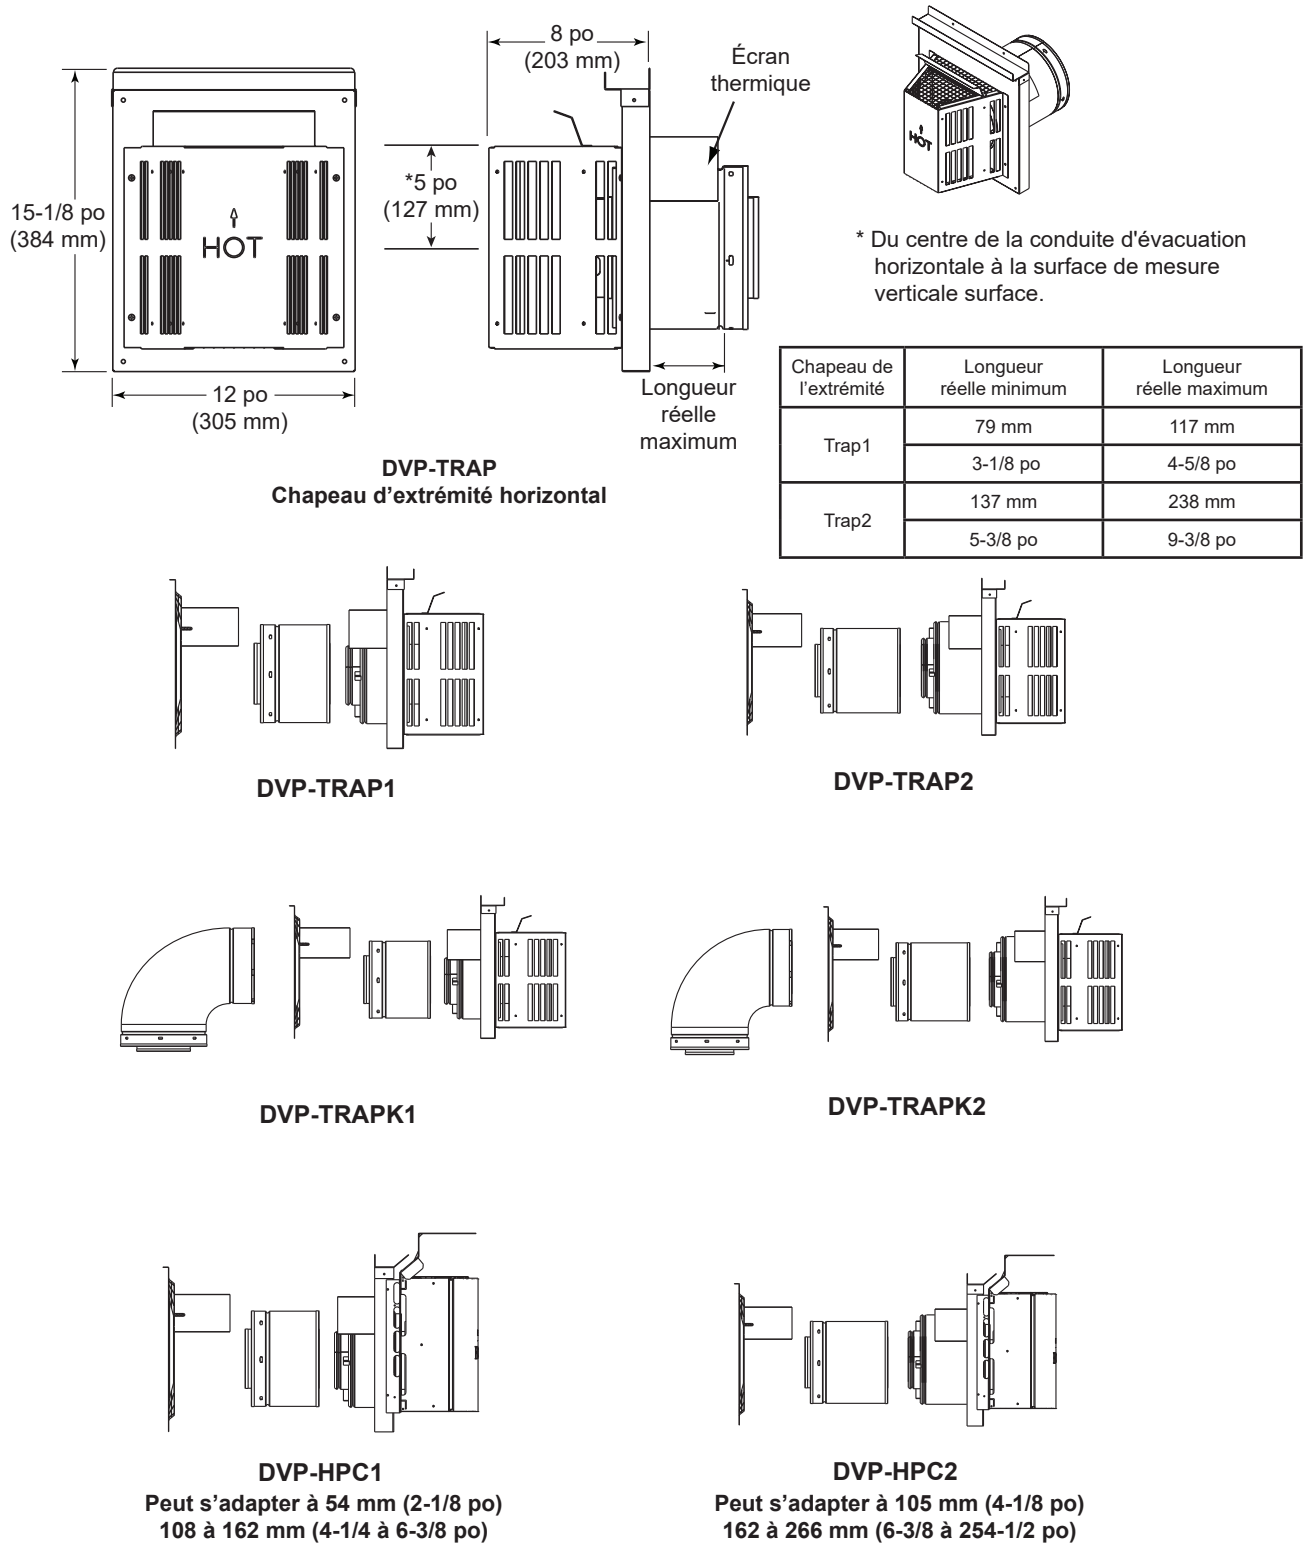 8 po
(203 mm)
Écran
thermique
*5 po
(127 mm)
15-1/8 po
(384 mm)
HOT
HOT
12 po
(305 mm)
Longueur
réelle
maximum
* Du centre de la conduite d'évacuation
horizontale à la surface de mesure
verticale surface.
DVP-TRAP
Chapeau d’extrémité horizontal
Chapeau de
l’extrémité
Longueur
réelle minimum
Longueur
réelle maximum
Trap1
79 mm
117 mm
3-1/8 po
4-5/8 po
Trap2
137 mm
238 mm
5-3/8 po
9-3/8 po
DVP-TRAP1
DVP-TRAP2
DVP-TRAPK1
DVP-TRAPK2
DVP-HPC1
Peut s’adapter à 54 mm (2-1/8 po)
108 à 162 mm (4-1/4 à 6-3/8 po)
DVP-HPC2
Peut s’adapter à 105 mm (4-1/8 po)
162 à 266 mm (6-3/8 à 254-1/2 po)